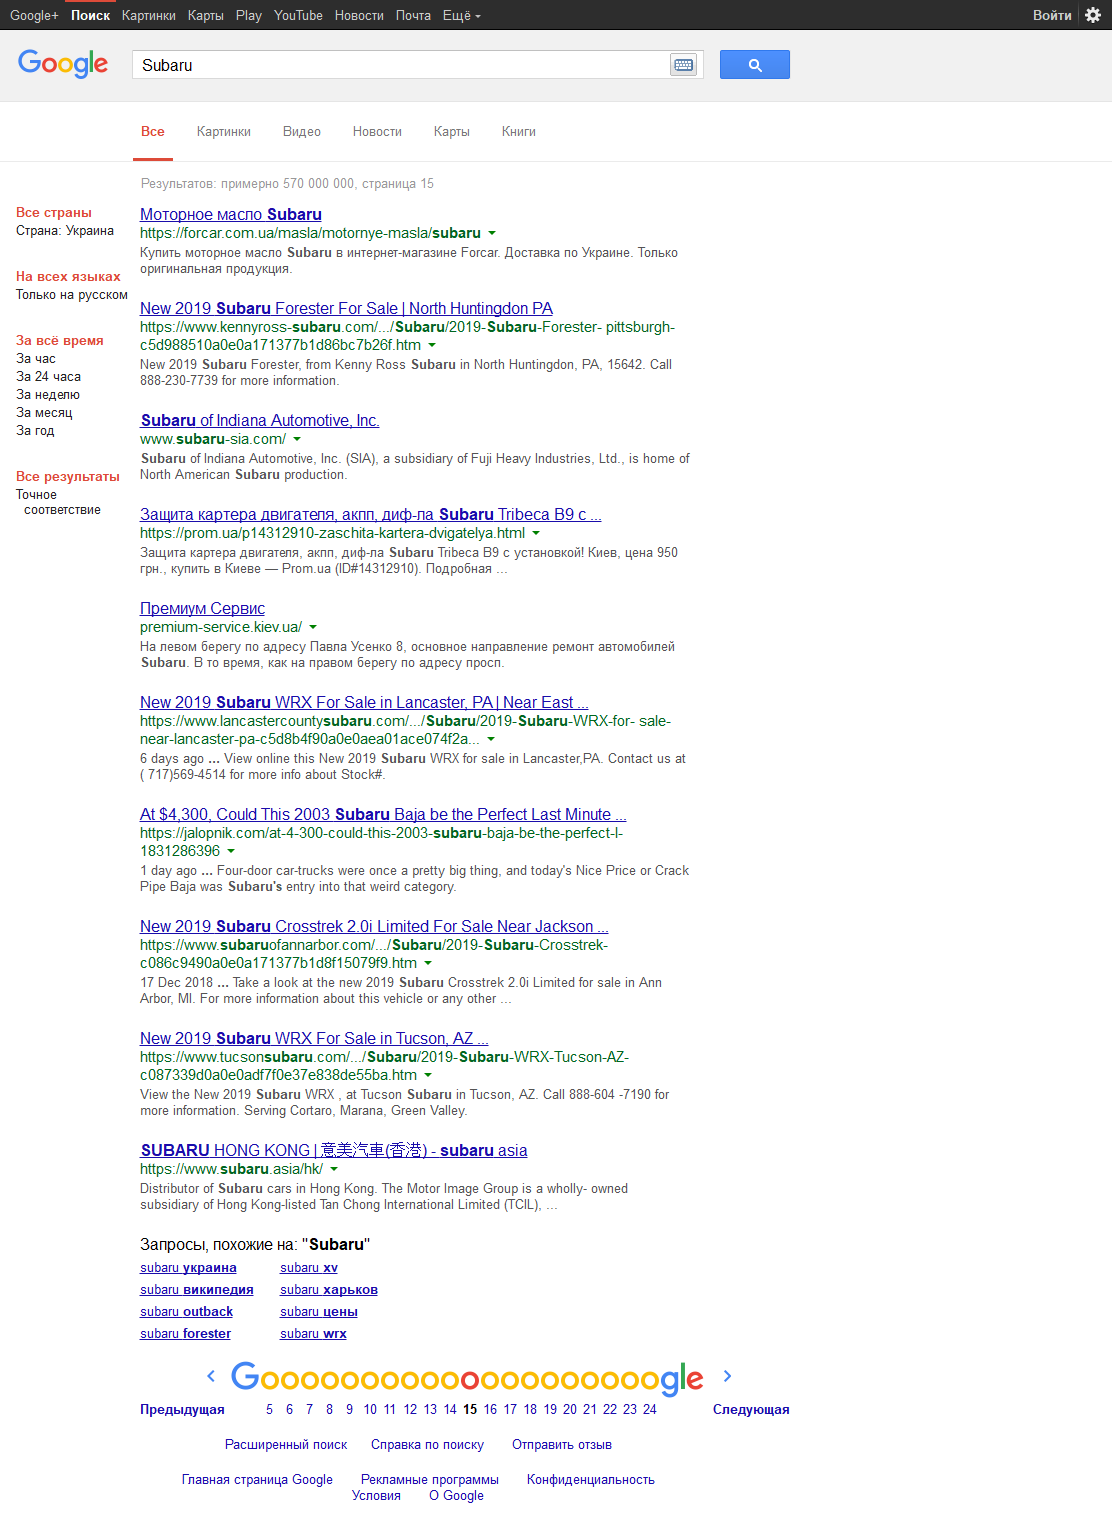 Google+ Поиск Картинки Карты Play YouTube Новости Почта Ещё Войти
Google Subaru
Все Картинки Видео Новости Карты Книги
Результатов: примерно 570 000 000, страница 15
Все страны
Страна: Украина
На всех языках
Только на русском
За всё время
За час
За 24 часа
За неделю
За месяц
За год
Все результаты
Точное
соответствие
Моторное масло Subaru
https://forcar.com.ua/masla/motornye-masla/subaru
Купить моторное масло Subaru в интернет-магазине Forcar. Доставка по Украине. Только
оригинальная продукция.
New 2019 Subaru Forester For Sale | North Huntingdon PA
https://www.kennyross-subaru.com/.../Subaru/2019-Subaru-Forester- pittsburgh-
c5d988510a0e0a171377b1d86bc7b26f.htm
New 2019 Subaru Forester, from Kenny Ross Subaru in North Huntingdon, PA, 15642. Call
888-230-7739 for more information.
Subaru of Indiana Automotive, Inc.
www.subaru-sia.com/
Subaru of Indiana Automotive, Inc. (SIA), a subsidiary of Fuji Heavy Industries, Ltd., is home of
North American Subaru production.
Защита картера двигателя, акпп, диф-ла Subaru Tribeca B9 с ...
https://prom.ua/p14312910-zaschita-kartera-dvigatelya.html
Защита картера двигателя, акпп, диф-ла Subaru Tribeca B9 с установкой! Киев, цена 950
грн., купить в Киеве — Prom.ua (ID#14312910). Подробная ...
Премиум Сервис
premium-service.kiev.ua/
На левом берегу по адресу Павла Усенко 8, основное направление ремонт автомобилей
Subaru. В то время, как на правом берегу по адресу просп.
New 2019 Subaru WRX For Sale in Lancaster, PA | Near East ...
https://www.lancastercountysubaru.com/.../Subaru/2019-Subaru-WRX-for- sale-
near-lancaster-pa-c5d8b4f90a0e0aea01ace074f2a...
6 days ago ... View online this New 2019 Subaru WRX for sale in Lancaster,PA. Contact us at
( 717)569-4514 for more info about Stock#.
At $4,300, Could This 2003 Subaru Baja be the Perfect Last Minute ...
https://jalopnik.com/at-4-300-could-this-2003-subaru-baja-be-the-perfect-l-
1831286396
1 day ago ... Four-door car-trucks were once a pretty big thing, and today's Nice Price or Crack
Pipe Baja was Subaru's entry into that weird category.
New 2019 Subaru Crosstrek 2.0i Limited For Sale Near Jackson ...
https://www.subaruofannarbor.com/.../Subaru/2019-Subaru-Crosstrek-
c086c9490a0e0a171377b1d8f15079f9.htm
17 Dec 2018 ... Take a look at the new 2019 Subaru Crosstrek 2.0i Limited for sale in Ann
Arbor, MI. For more information about this vehicle or any other ...
New 2019 Subaru WRX For Sale in Tucson, AZ ...
https://www.tucsonsubaru.com/.../Subaru/2019-Subaru-WRX-Tucson-AZ-
c087339d0a0e0adf7f0e37e838de55ba.htm
View the New 2019 Subaru WRX , at Tucson Subaru in Tucson, AZ. Call 888-604 -7190 for
more information. Serving Cortaro, Marana, Green Valley.
SUBARU HONG KONG | 意美汽車(香港) - subaru asia
https://www.subaru.asia/hk/
Distributor of Subaru cars in Hong Kong. The Motor Image Group is a wholly- owned
subsidiary of Hong Kong-listed Tan Chong International Limited (TCIL), ...
Запросы, похожие на: "Subaru"
subaru украина subaru xv
subaru википедия subaru харьков
subaru outback subaru цены
subaru forester subaru wrx
Goooooooooooooooooooogle
Предыдущая 5 6 7 8 9 10 11 12 13 14 15 16 17 18 19 20 21 22 23 24 Следующая
Расширенный поиск Справка по поиску Отправить отзыв
Главная страница Google Рекламные программы Конфиденциальность
Условия О Google